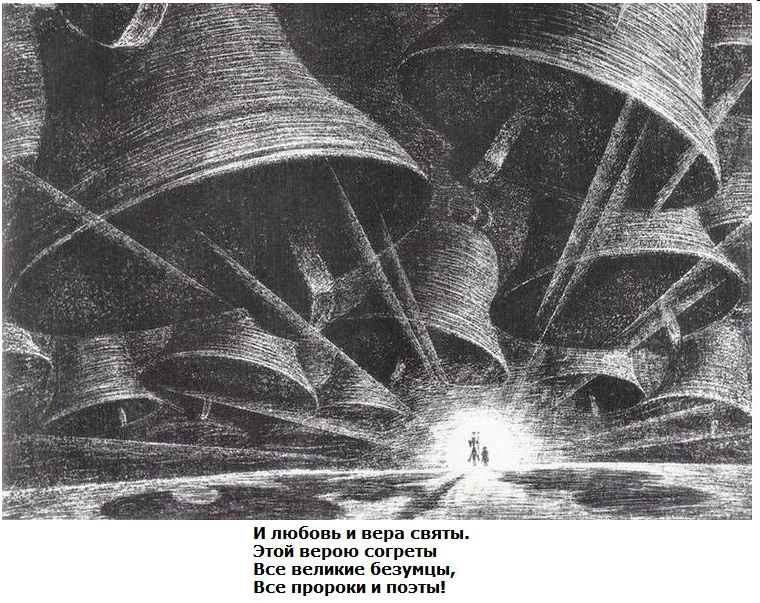 И любовь и вера святы.
Этой верою согреты
Все великие безумцы,
Все пророки и поэты!